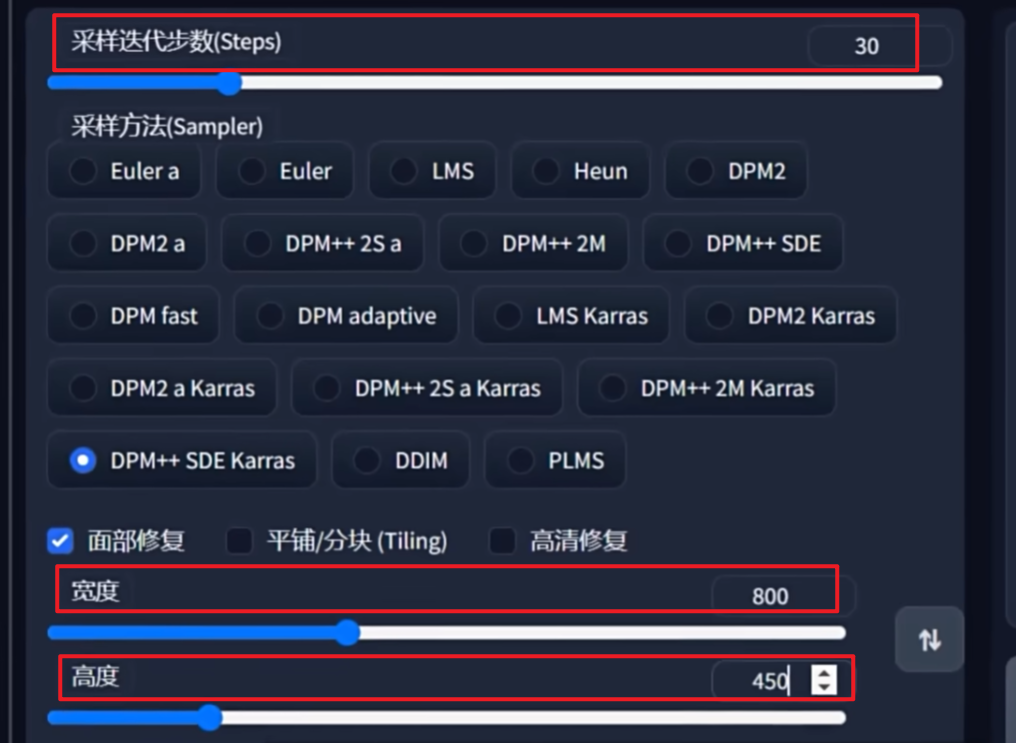 采样迭代步数(Steps) 30
采样方法(Sampler)
Euler a Euler LMS Heun DPM2
DPM2 a DPM++ 2S a DPM++ 2M DPM++ SDE
DPM fast DPM adaptive LMS Karras DPM2 Karras
DPM2 a Karras DPM++ 2S a Karras DPM++ 2M Karras
DPM++ SDE Karras DDIM PLMS
面部修复 平铺/分块 (Tiling) 高清修复
宽度 800
高度 450